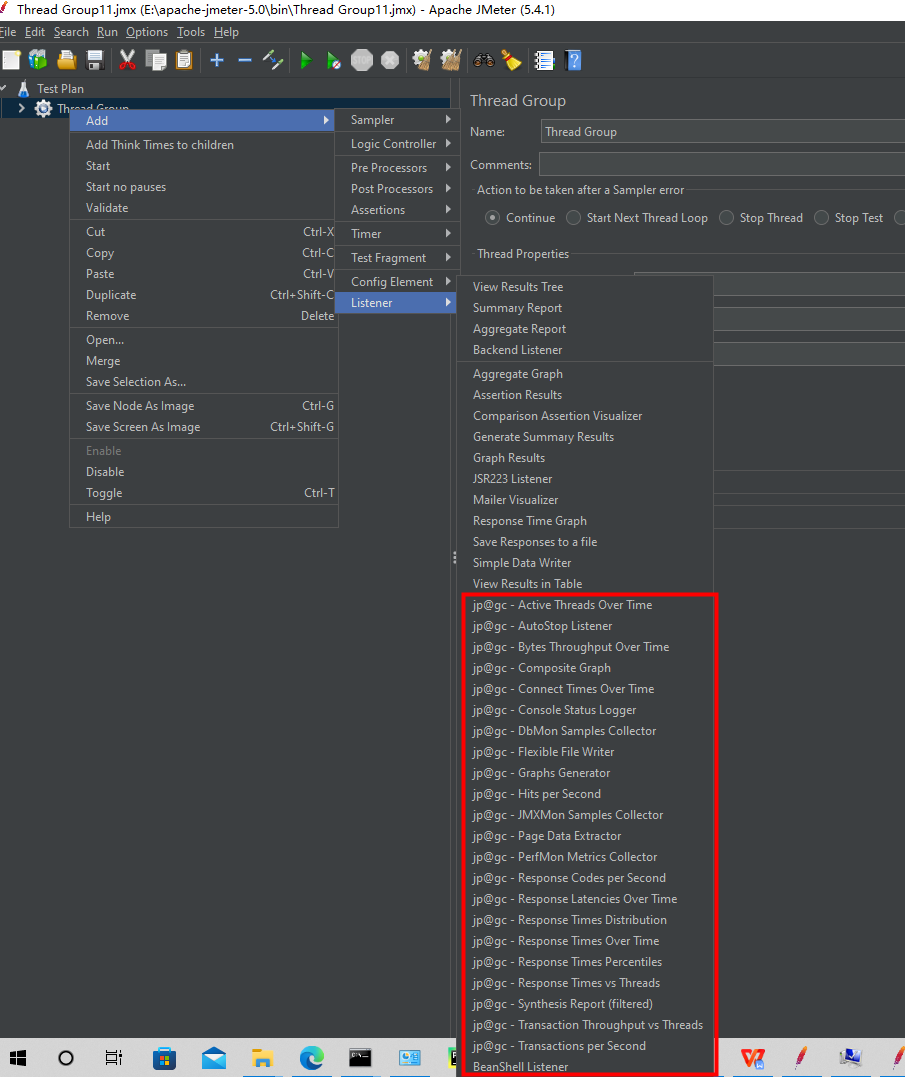 Thread Group11.jmx (E:\apache-jmeter-5.0\bin\Thread Group11.jmx) - Apache JMeter (5.4.1)
File Edit Search Run Options Tools Help
STOP
Test Plan
Thread Group
Add
Add Think Times to children
Start
Start no pauses
Validate
Cut Ctrl-X
Copy Ctrl-C
Paste Ctrl-V
Duplicate Ctrl+Shift-C
Remove Delete
Open...
Merge
Save Selection As...
Save Node As Image Ctrl-G
Save Screen As Image Ctrl+Shift-G
Enable
Disable
Toggle Ctrl-T
Help
Sampler
Logic Controller
Pre Processors
Post Processors
Assertions
Timer
Test Fragment
Config Element
Listener
Thread Group
Name: Thread Group
Comments:
Action to be taken after a Sampler error
Continue Start Next Thread Loop Stop Thread Stop Test
Thread Properties
View Results Tree
Summary Report
Aggregate Report
Backend Listener
Aggregate Graph
Assertion Results
Comparison Assertion Visualizer
Generate Summary Results
Graph Results
JSR223 Listener
Mailer Visualizer
Response Time Graph
Save Responses to a file
Simple Data Writer
View Results in Table
jp@gc - Active Threads Over Time
jp@gc - AutoStop Listener
jp@gc - Bytes Throughput Over Time
jp@gc - Composite Graph
jp@gc - Connect Times Over Time
jp@gc - Console Status Logger
jp@gc - DbMon Samples Collector
jp@gc - Flexible File Writer
jp@gc - Graphs Generator
jp@gc - Hits per Second
jp@gc - JMXMon Samples Collector
jp@gc - Page Data Extractor
jp@gc - PerfMon Metrics Collector
jp@gc - Response Codes per Second
jp@gc - Response Latencies Over Time
jp@gc - Response Times Distribution
jp@gc - Response Times Over Time
jp@gc - Response Times Percentiles
jp@gc - Response Times vs Threads
jp@gc - Synthesis Report (filtered)
jp@gc - Transaction Throughput vs Threads
jp@gc - Transactions per Second
BeanShell Listener